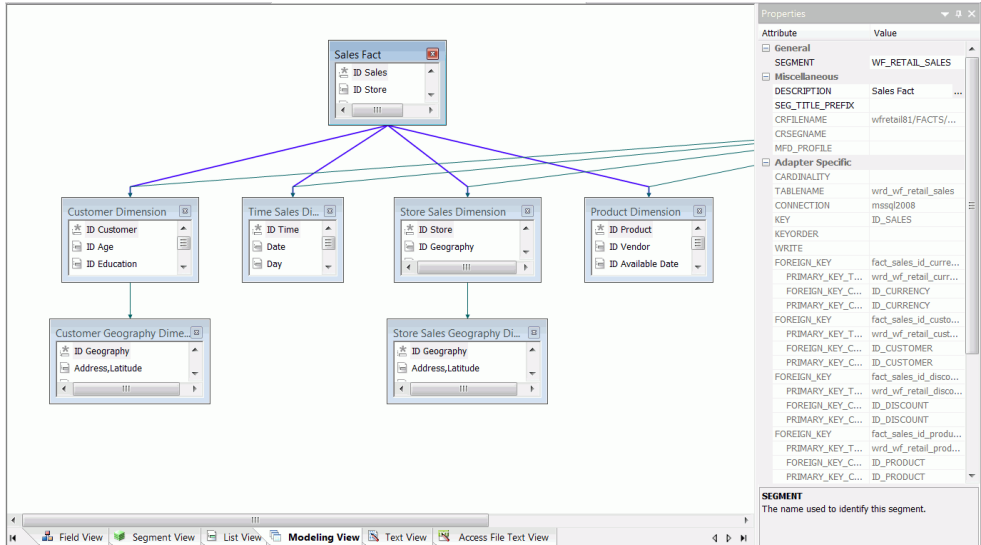 Properties
Attribute Value
General
SEGMENT WF_RETAIL_SALES
Miscellaneous
DESCRIPTION Sales Fact ...
SEG_TITLE_PREFIX
CRFILENAME wfretail81/FACTS/...
CRSEGNAME
MFD_PROFILE
Adapter Specific
CARDINALITY
TABLENAME wrd_wf_retail_sales
CONNECTION mssql2008
KEY ID_SALES
KEYORDER
WRITE
FOREIGN_KEY fact_sales_id_curre...
PRIMARY_KEY_T... wrd_wf_retail_curr...
FOREIGN_KEY_C... ID_CURRENCY
PRIMARY_KEY_C... ID_CURRENCY
FOREIGN_KEY fact_sales_id_custo...
PRIMARY_KEY_T... wrd_wf_retail_cust...
FOREIGN_KEY_C... ID_CUSTOMER
PRIMARY_KEY_C... ID_CUSTOMER
FOREIGN_KEY fact_sales_id_disco...
PRIMARY_KEY_T... wrd_wf_retail_disco...
FOREIGN_KEY_C... ID_DISCOUNT
PRIMARY_KEY_C... ID_DISCOUNT
FOREIGN_KEY fact_sales_id_produ...
PRIMARY_KEY_T... wrd_wf_retail_prod...
FOREIGN_KEY_C... ID_PRODUCT
PRIMARY_KEY_C... ID_PRODUCT
SEGMENT
The name used to identify this segment.
Sales Fact
ID Sales
ID Store
Customer Dimension
ID Customer
ID Age
ID Education
Time Sales Di...
ID Time
Date
Day
Store Sales Dimension
ID Store
ID Geography
Product Dimension
ID Product
ID Vendor
ID Available Date
Customer Geography Dime...
ID Geography
Address,Latitude
Store Sales Geography Di...
ID Geography
Address,Latitude
Field View Segment View List View Modeling View Text View Access File Text View